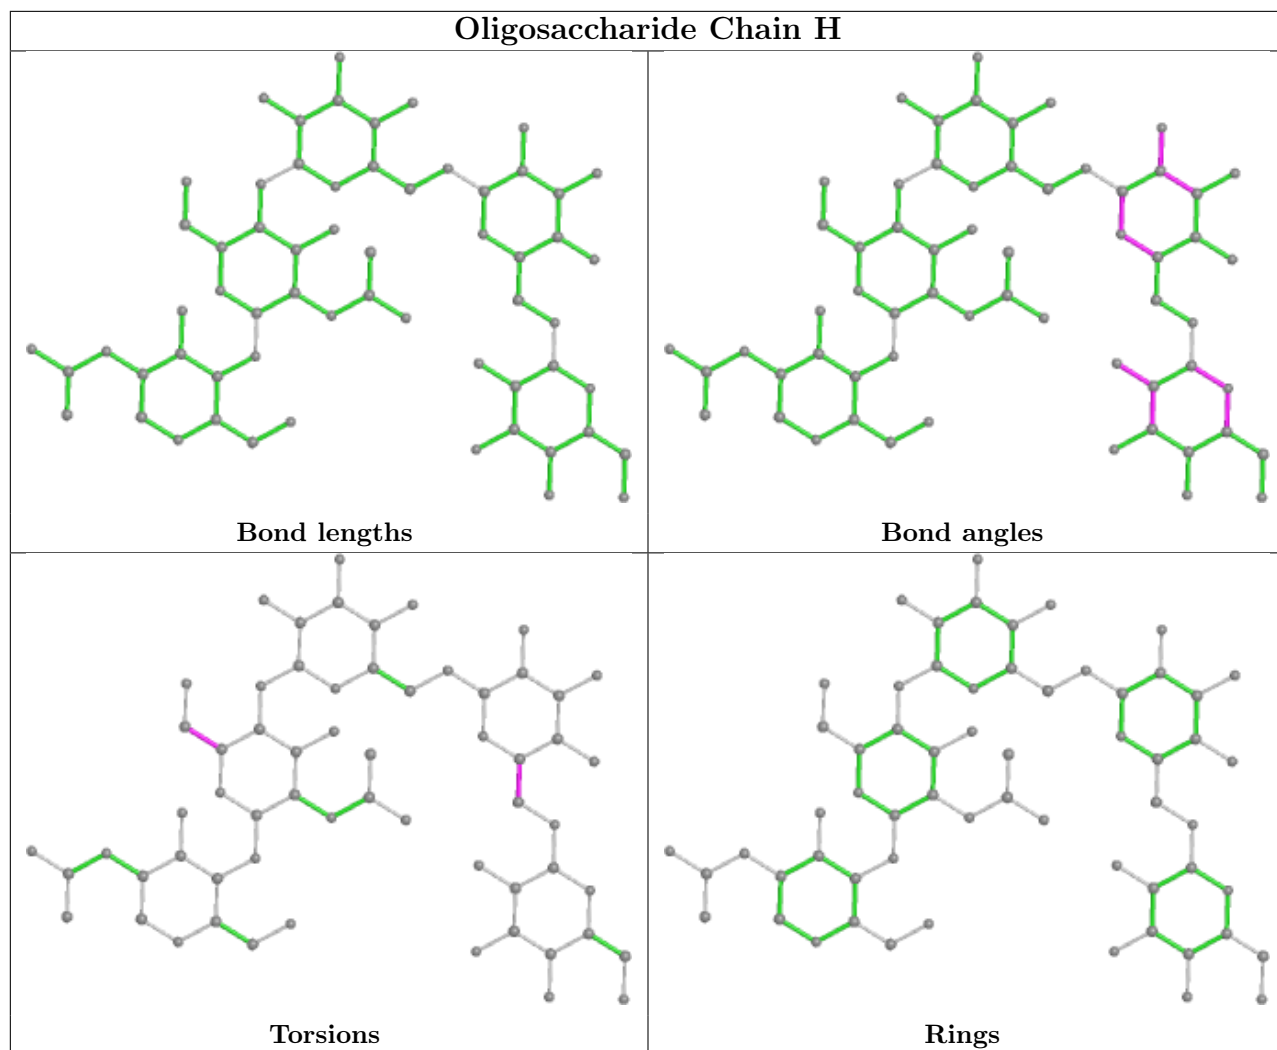 Oligosaccharide Chain H
Bond lengths
Bond angles
Torsions
Rings